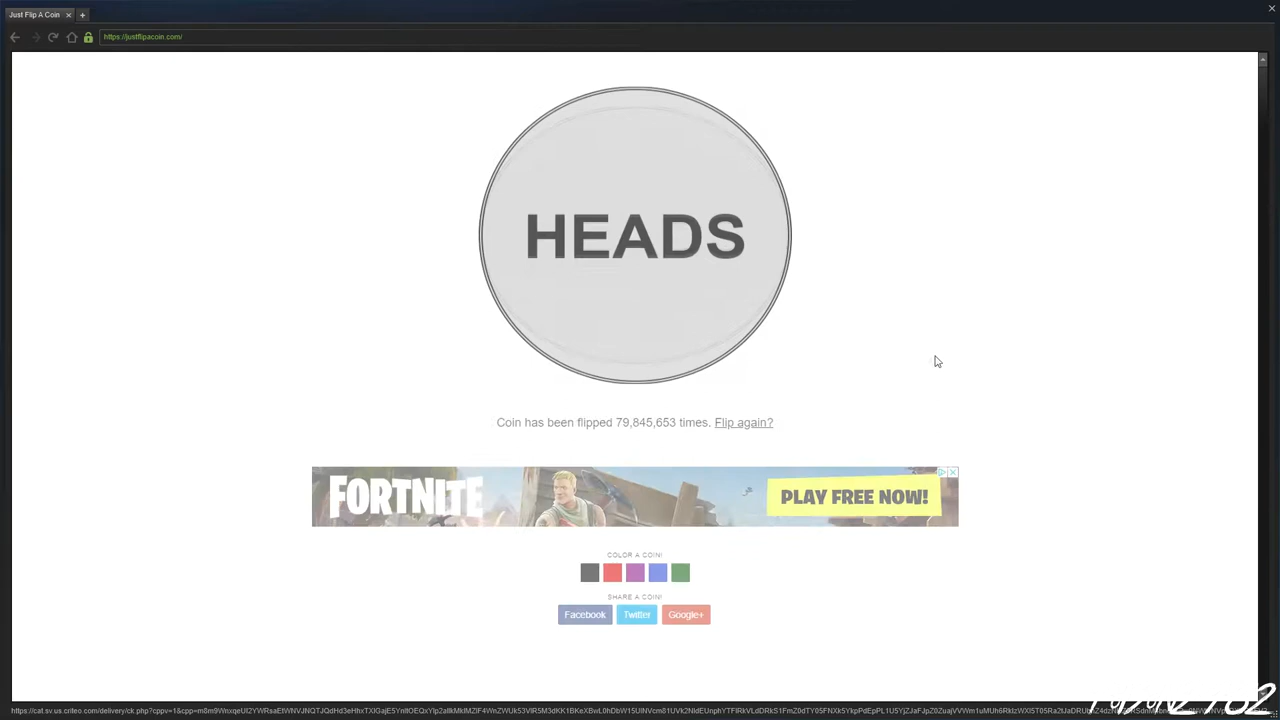 Just Flip A Coin
https://justflipacoin.com/
HEADS
Coin has been flipped 79,845,653 times. Flip again?
FORTNITE
PLAY FREE NOW!
COLOR A COIN!
SHARE A COIN!
Facebook Twitter Google+